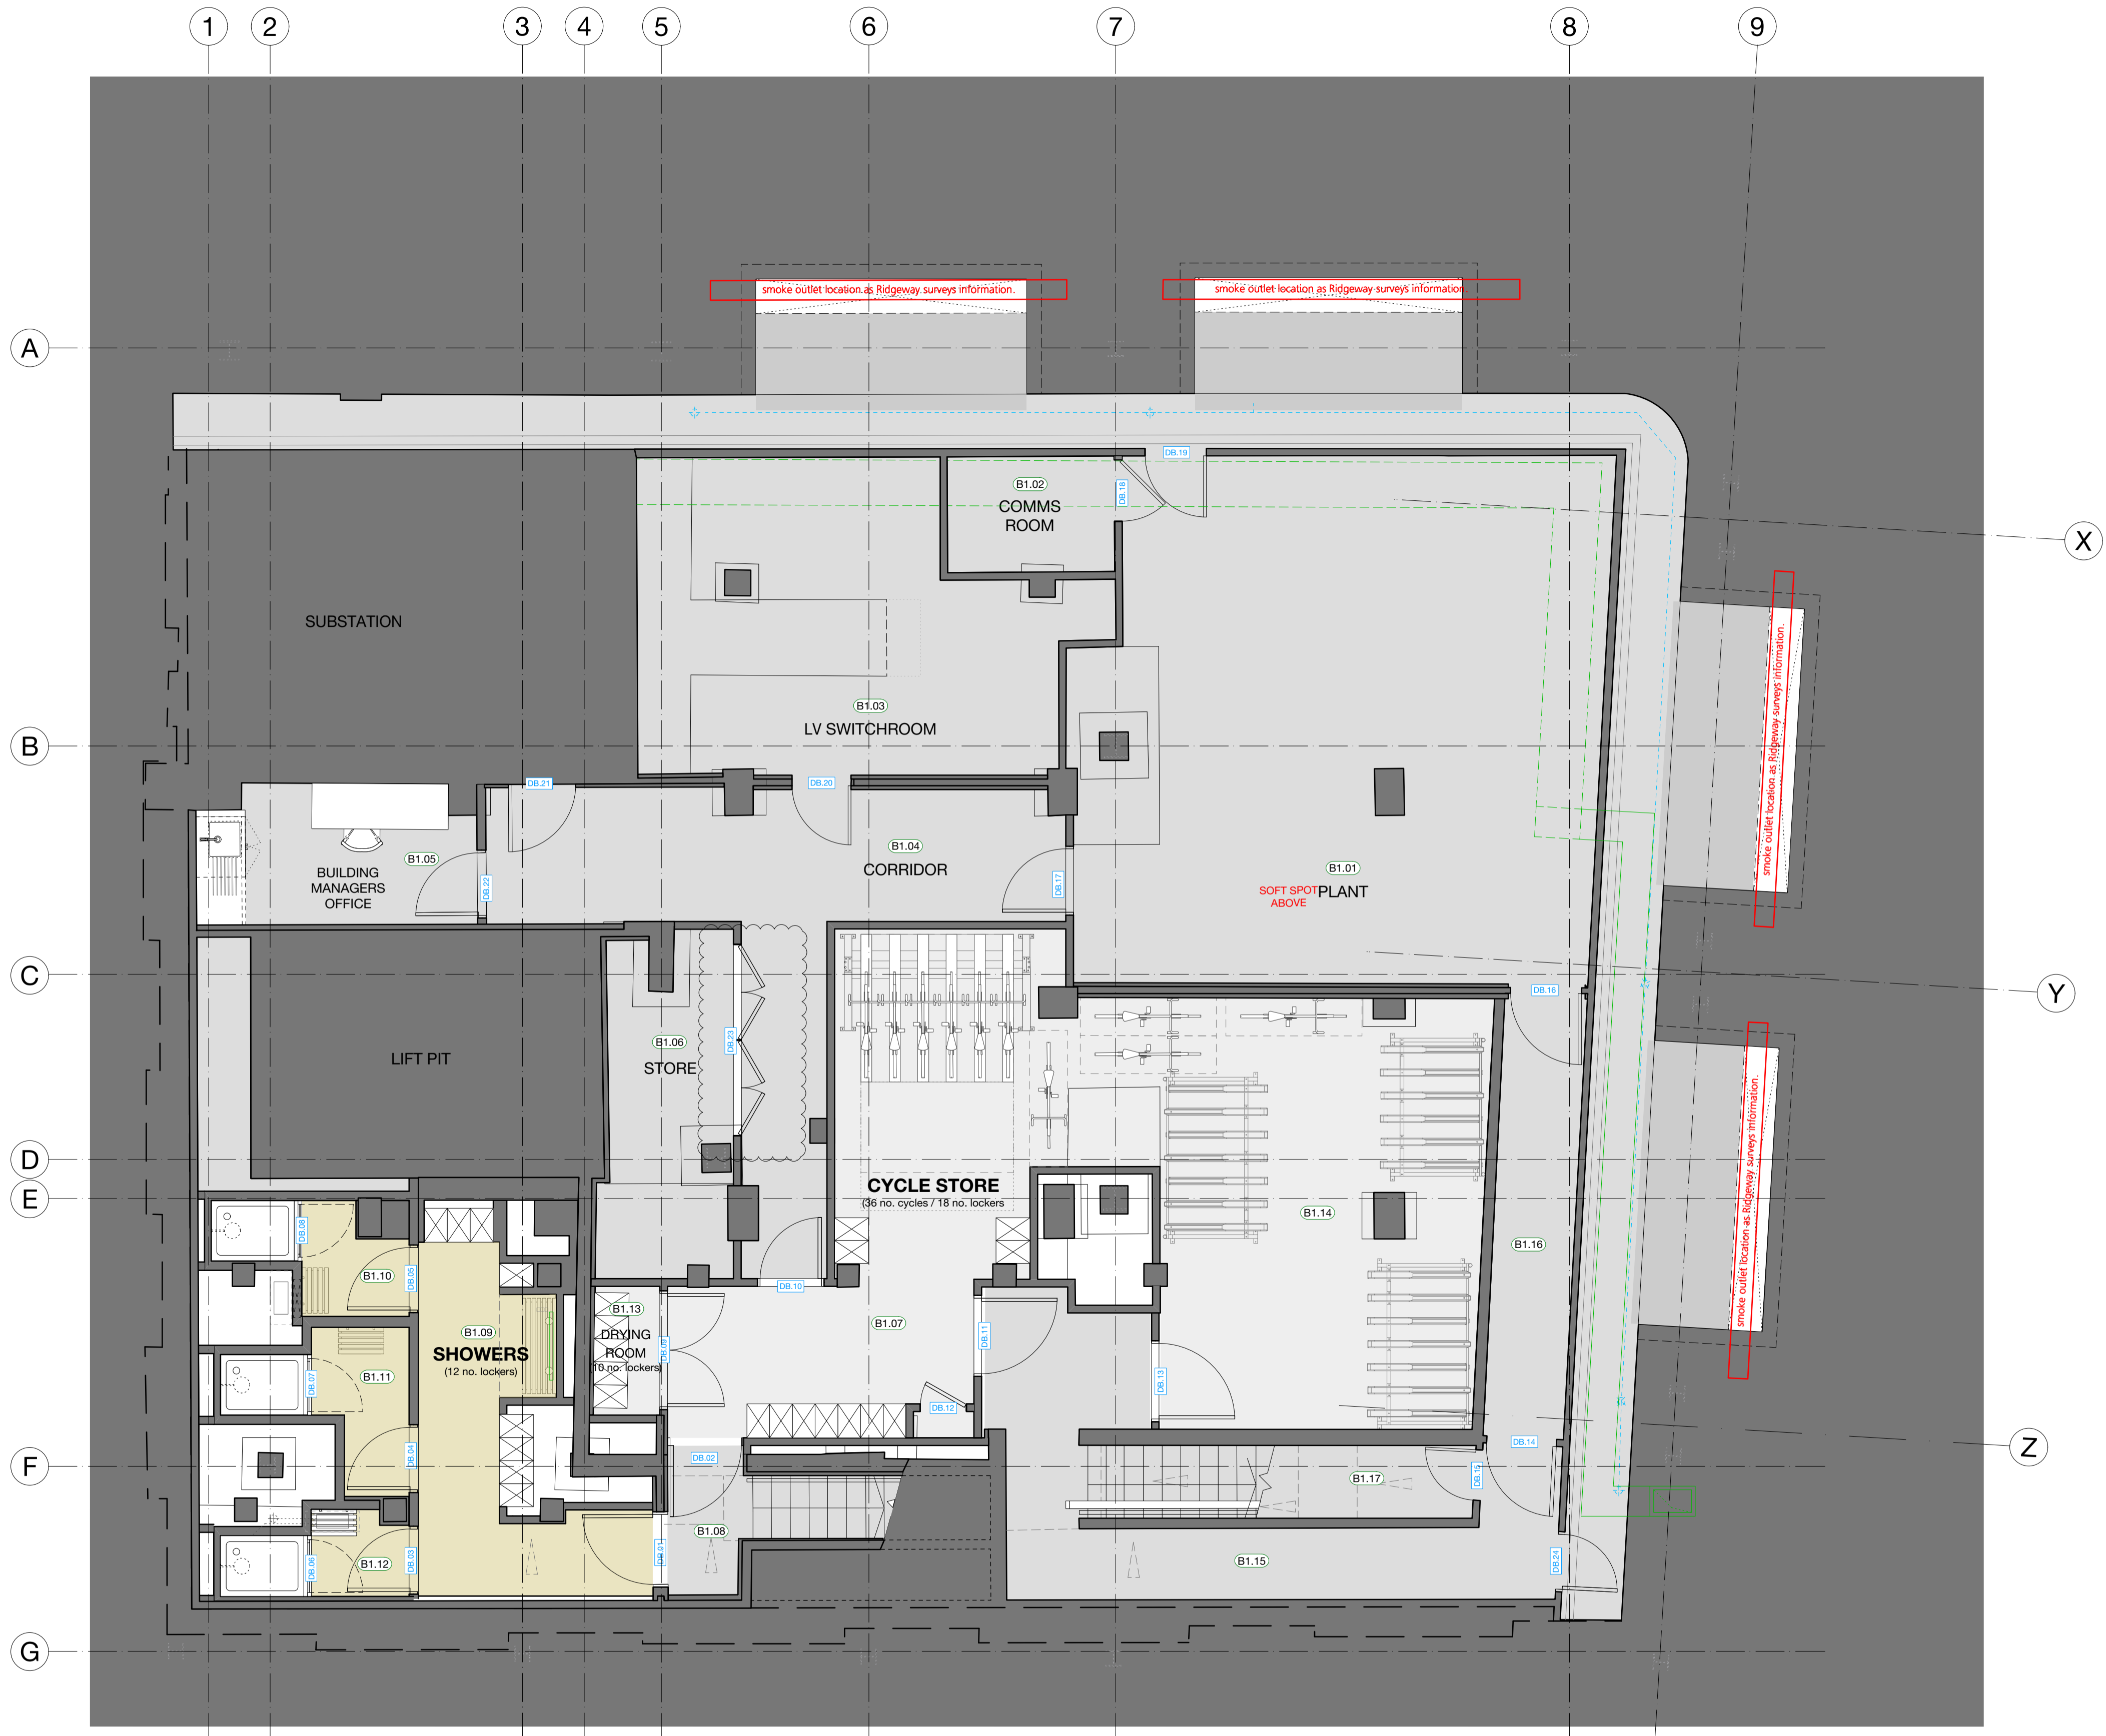 1
2
3
4
5
6
7
8
9
smoke outlet location as Ridgeway surveys information.
smoke outlet location as Ridgeway surveys information.
A
DB.19
B1.02
COMMS
ROOM
DB.18
X
SUBSTATION
smoke outlet location as Ridgeway surveys information.
B1.03
LV SWITCHROOM
B
DB.21
DB.20
B1.04
CORRIDOR
B1.05
BUILDING
MANAGERS
OFFICE
DB.22
DB.17
B1.01
PLANT
SOFT SPOT
ABOVE
C
DB.16
Y
B1.06
STORE
DB.23
LIFT PIT
smoke outlet location as Ridgeway surveys information.
D
E
CYCLE STORE
(36 no. cycles / 18 no. lockers
B1.14
B1.16
DB.08
B1.10
DB.05
DB.10
B1.13
DRYING
ROOM
(10 no. lockers)
DB.09
B1.07
DB.11
B1.09
SHOWERS
(12 no. lockers)
B1.11
DB.07
DB.13
DB.12
DB.04
DB.02
DB.14
F
Z
B1.17
DB.15
B1.08
DB.01
B1.12
DB.06
DB.03
B1.15
DB.24
G